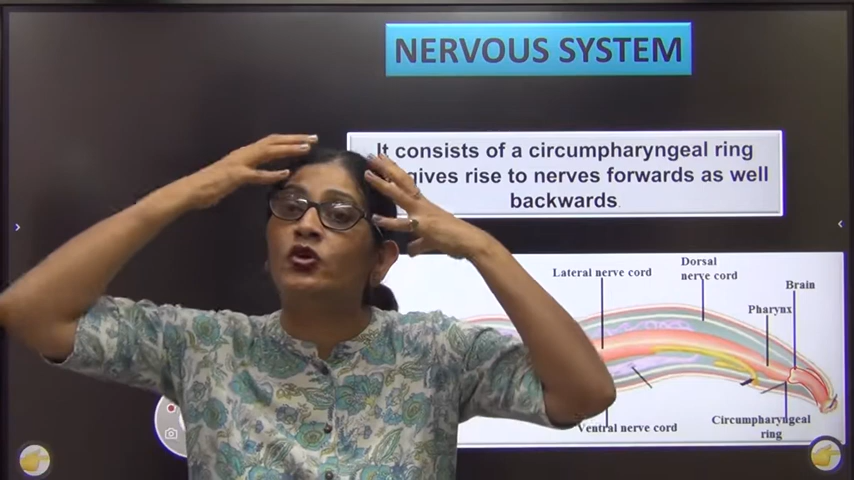 NERVOUS SYSTEM
It consists of a circumpharyngeal ring
gives rise to nerves forwards as well
backwards.
Lateral nerve cord
Dorsal
nerve cord
Brain
Pharynx
Ventral nerve cord
Circumpharyngeal
ring